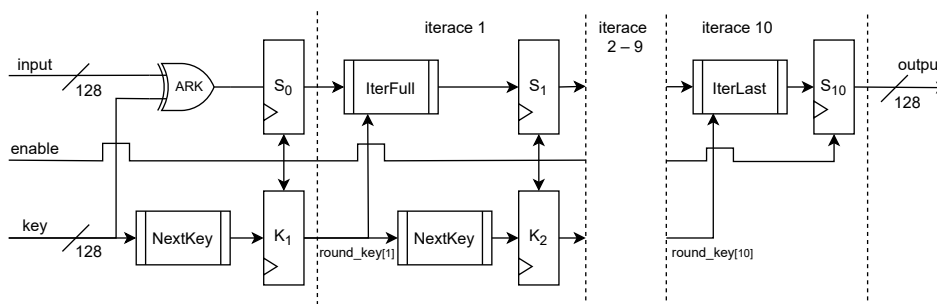 iterace 1
iterace
2 – 9
iterace 10
input
128
ARK
S0
IterFull
S1
IterLast
S10
output
128
enable
key
128
NextKey
K1
round_key[1]
NextKey
K2
round_key[10]